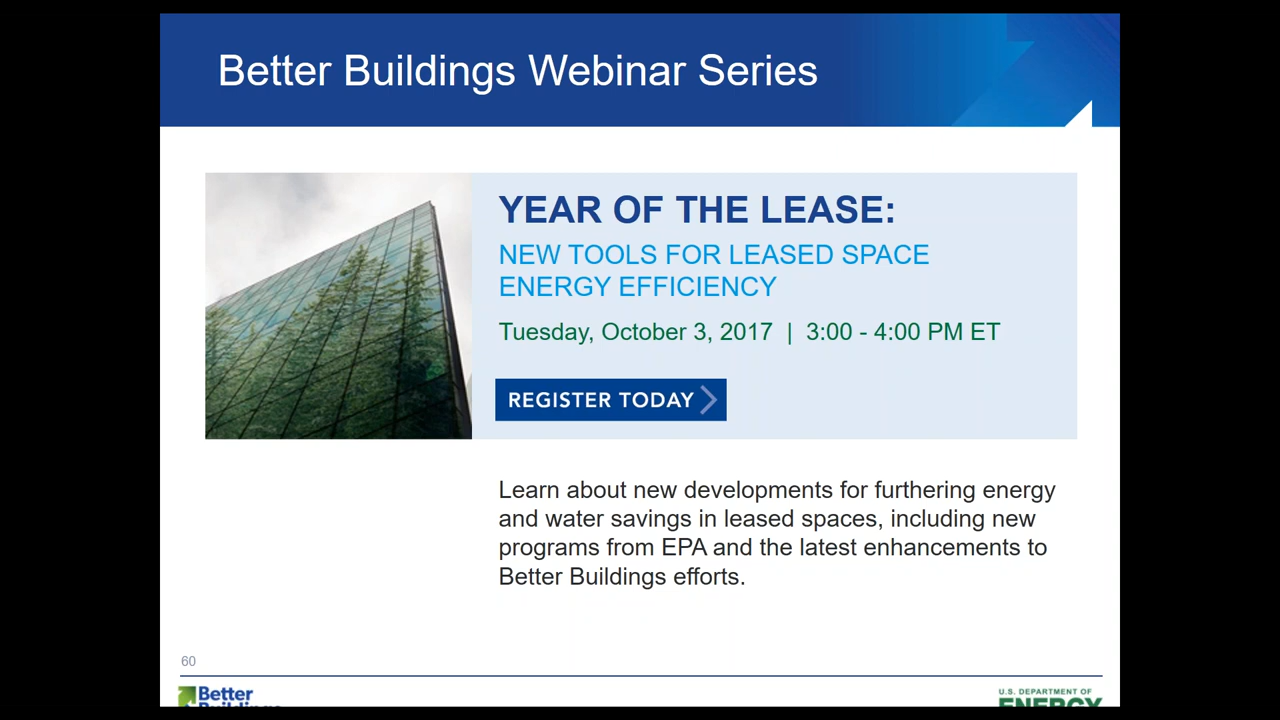 Better Buildings Webinar Series
YEAR OF THE LEASE:
NEW TOOLS FOR LEASED SPACE
ENERGY EFFICIENCY
Tuesday, October 3, 2017 | 3:00 - 4:00 PM ET
REGISTER TODAY
Learn about new developments for furthering energy
and water savings in leased spaces, including new
programs from EPA and the latest enhancements to
Better Buildings efforts.
60
Better
Buildings
U.S. DEPARTMENT OF
ENERGY